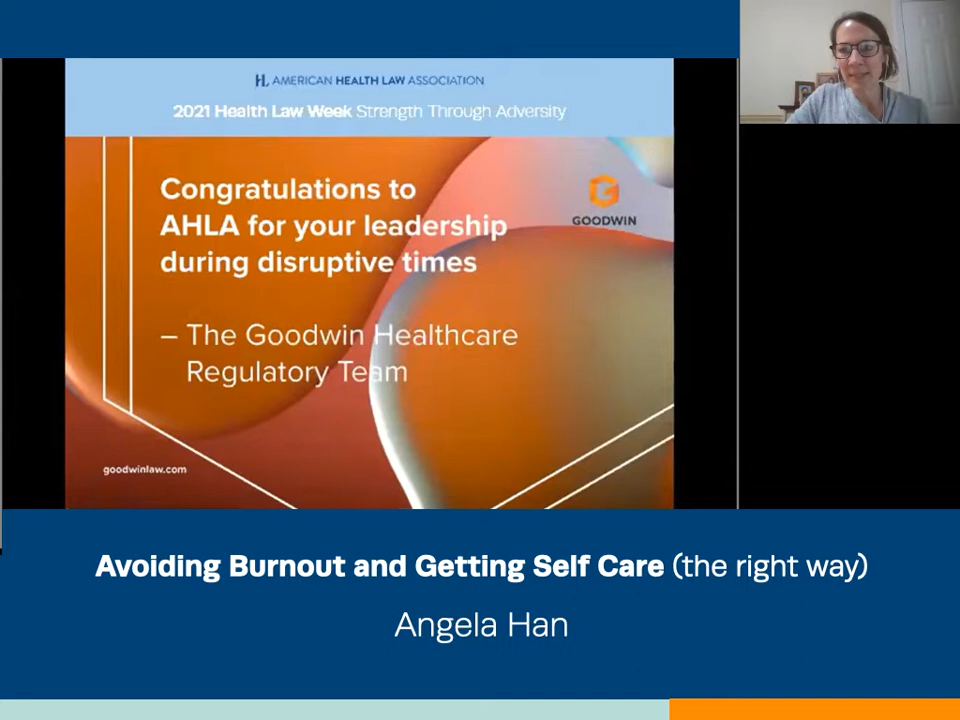 AMERICAN HEALTH LAW ASSOCIATION
2021 Health Law Week Strength Through Adversity
Congratulations to
AHLA for your leadership
during disruptive times
GOODWIN
– The Goodwin Healthcare
Regulatory Team
goodwinlaw.com
Avoiding Burnout and Getting Self Care (the right way)
Angela Han